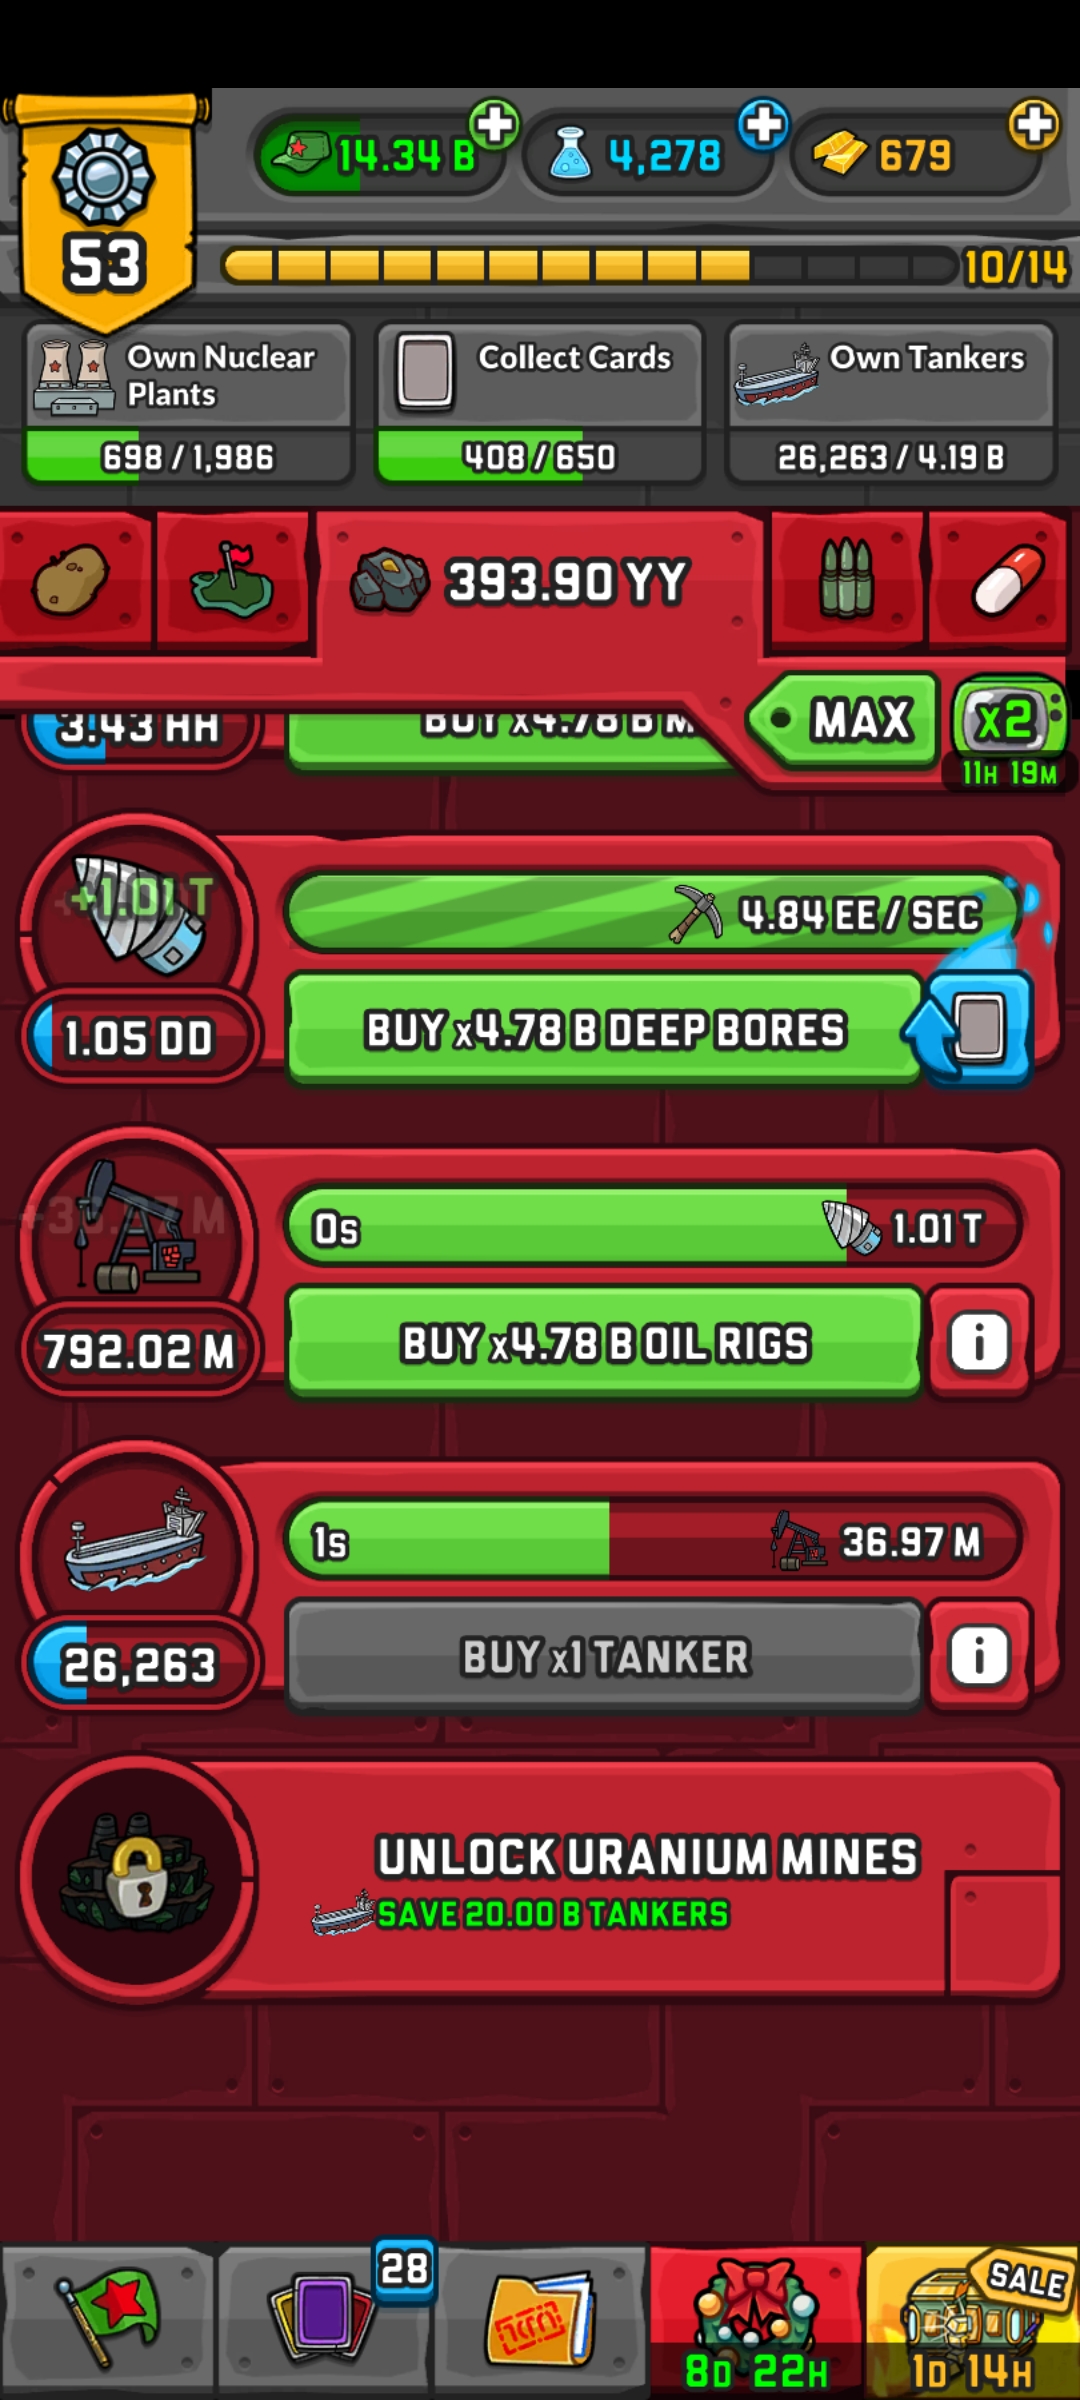 14.34 B
4,278
679
53
10/14
Own Nuclear
Plants
698 / 1,986
Collect Cards
408 / 650
Own Tankers
26,263 / 4.19 B
393.90 YY
MAX
x2
11H 19M
3.43 HH
BUY x4.78 B M
+1.01 T
4.84 EE / SEC
1.05 DD
BUY x4.78 B DEEP BORES
0s
1.01 T
792.02 M
BUY x4.78 B OIL RIGS
1s
36.97 M
26,263
BUY x1 TANKER
UNLOCK URANIUM MINES
SAVE 20.00 B TANKERS
28
SALE
8D 22H
1D 14H